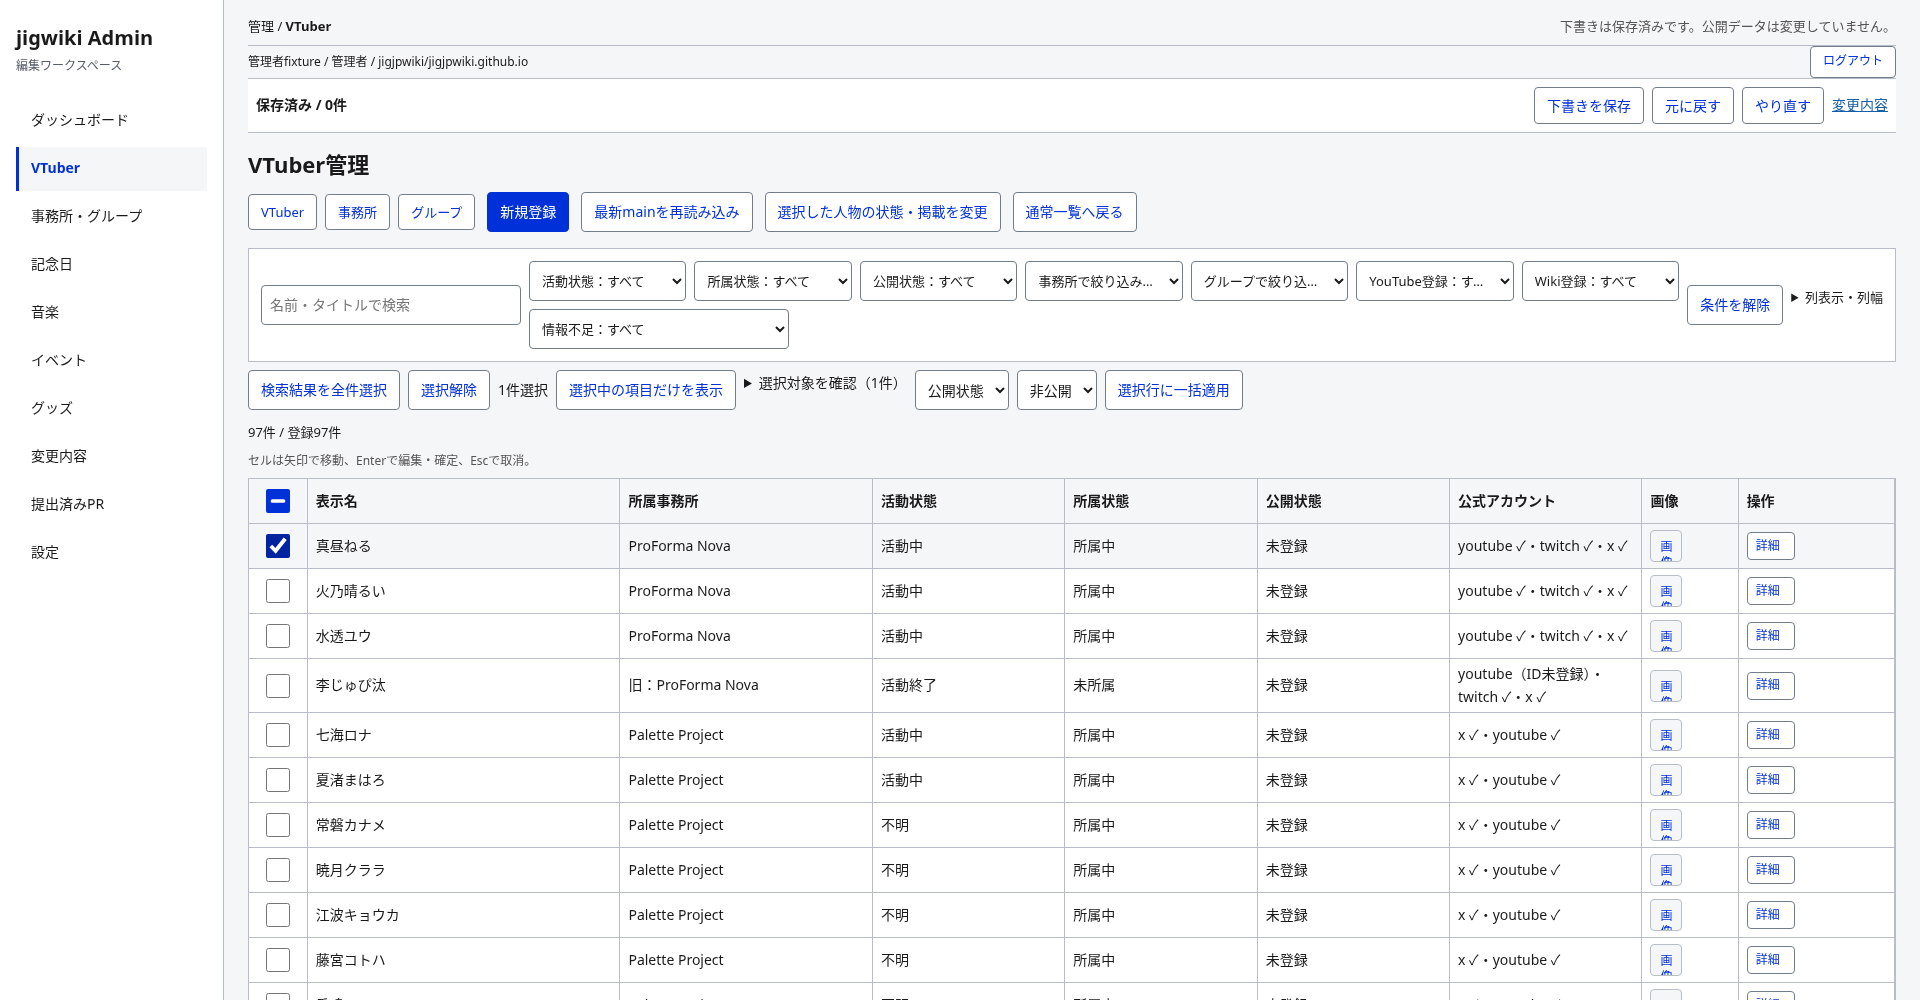 jigwiki Admin
編集ワークスペース
ダッシュボード
VTuber
事務所・グループ
記念日
音楽
イベント
グッズ
変更内容
提出済みPR
設定
管理 / VTuber
下書きは保存済みです。公開データは変更していません。
管理者fixture / 管理者 / jigjpwiki/jigjpwiki.github.io
ログアウト
保存済み / 0件
下書きを保存 元に戻す やり直す 変更内容
VTuber管理
VTuber 事務所 グループ 新規登録 最新mainを再読み込み 選択した人物の状態・掲載を変更 通常一覧へ戻る
名前・タイトルで検索
活動状態：すべて 所属状態：すべて 公開状態：すべて 事務所で絞り込み… グループで絞り込… YouTube登録：す… Wiki登録：すべて
情報不足：すべて
条件を解除 ▶ 列表示・列幅
検索結果を全件選択 選択解除 1件選択 選択中の項目だけを表示 ▶ 選択対象を確認（1件） 公開状態 非公開 選択行に一括適用
97件 / 登録97件
セルは矢印で移動、Enterで編集・確定、Escで取消。
表示名 所属事務所 活動状態 所属状態 公開状態 公式アカウント 画像 操作
真昼ねる ProForma Nova 活動中 所属中 未登録 youtube ✓・twitch ✓・x ✓ 画像 詳細
火乃晴るい ProForma Nova 活動中 所属中 未登録 youtube ✓・twitch ✓・x ✓ 画像 詳細
水透ユウ ProForma Nova 活動中 所属中 未登録 youtube ✓・twitch ✓・x ✓ 画像 詳細
李じゅぴ汰 旧：ProForma Nova 活動終了 未所属 未登録 youtube（ID未登録）・
twitch ✓・x ✓ 画像 詳細
七海ロナ Palette Project 活動中 所属中 未登録 x ✓・youtube ✓ 画像 詳細
夏渚まはろ Palette Project 活動中 所属中 未登録 x ✓・youtube ✓ 画像 詳細
常磐カナメ Palette Project 不明 所属中 未登録 x ✓・youtube ✓ 画像 詳細
暁月クララ Palette Project 不明 所属中 未登録 x ✓・youtube ✓ 画像 詳細
江波キョウカ Palette Project 不明 所属中 未登録 x ✓・youtube ✓ 画像 詳細
藤宮コトハ Palette Project 不明 所属中 未登録 x ✓・youtube ✓ 画像 詳細